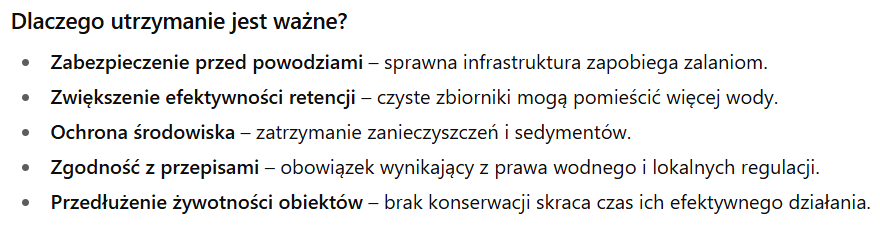 Dlaczego utrzymanie jest ważne?
• Zabezpieczenie przed powodziami – sprawna infrastruktura zapobiega zalaniom.
• Zwiększenie efektywności retencji – czyste zbiorniki mogą pomieścić więcej wody.
• Ochrona środowiska – zatrzymanie zanieczyszczeń i sedymentów.
• Zgodność z przepisami – obowiązek wynikający z prawa wodnego i lokalnych regulacji.
• Przedłużenie żywotności obiektów – brak konserwacji skraca czas ich efektywnego działania.